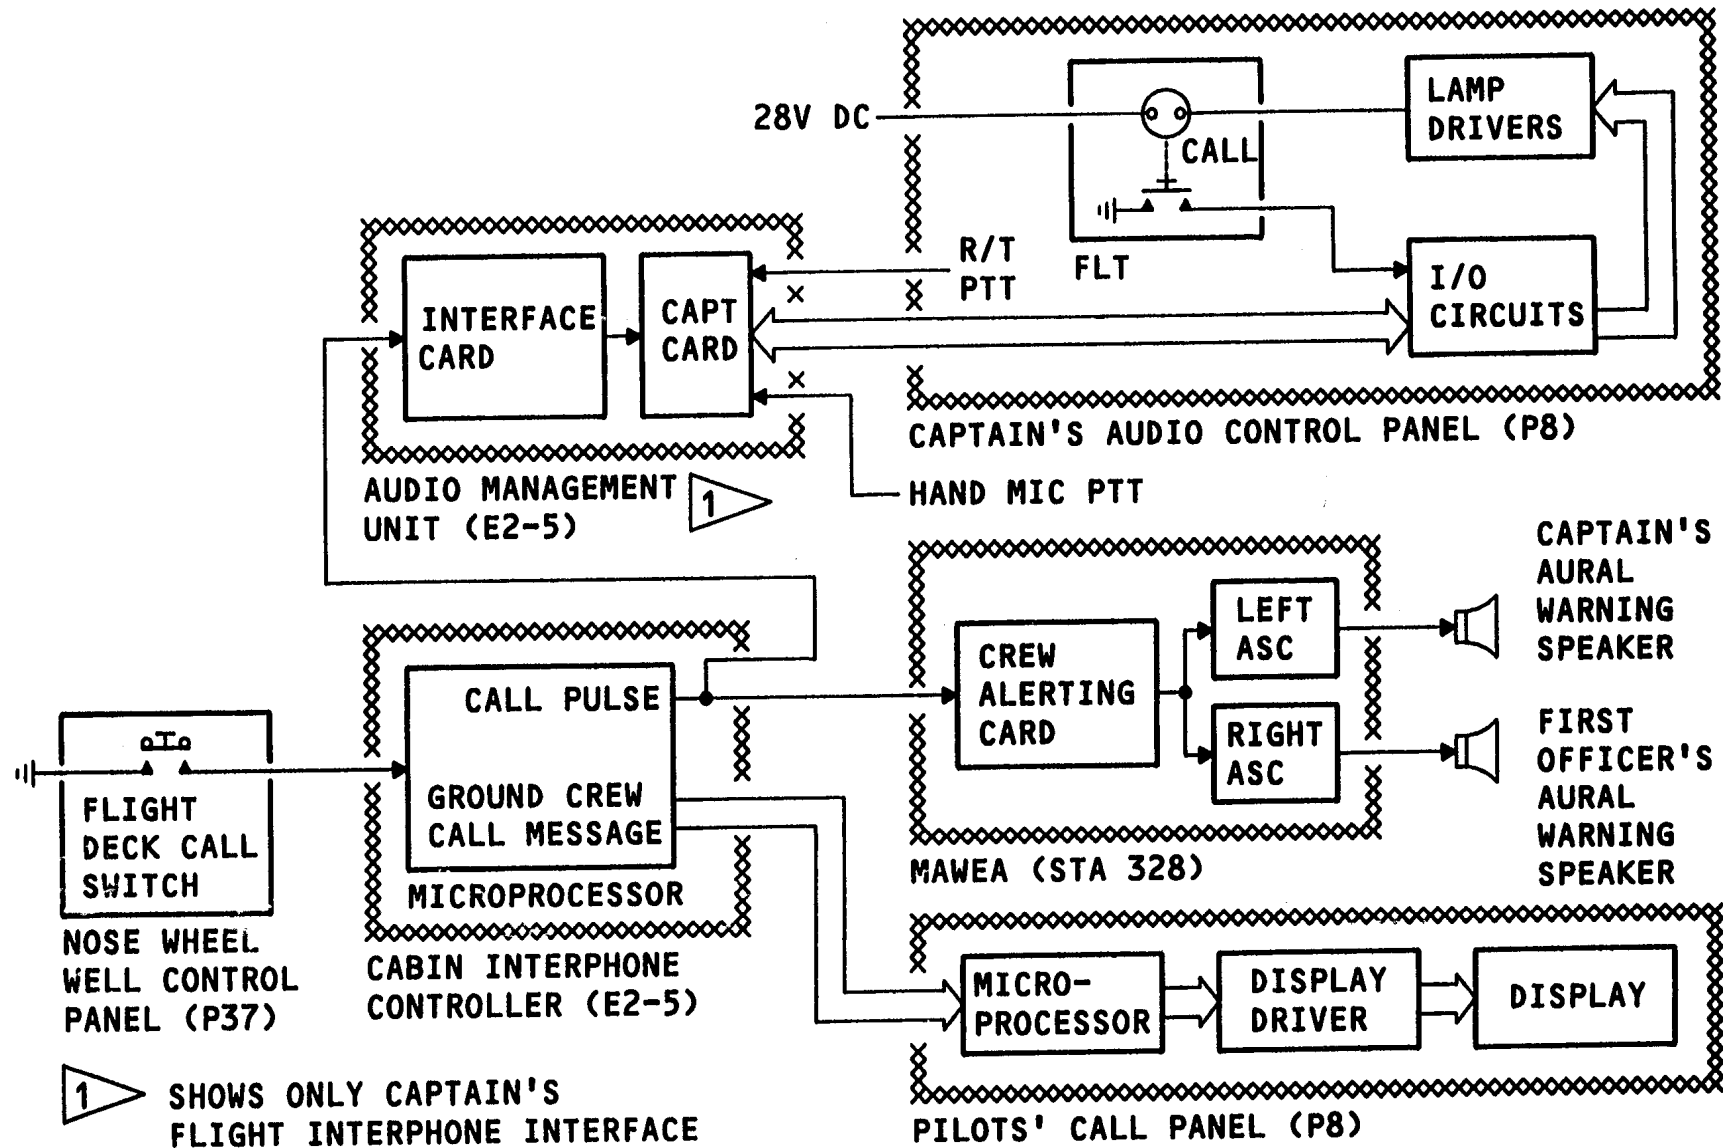 28V DC
CALL
LAMP
DRIVERS
R/T
PTT
FLT
I/O
CIRCUITS
INTERFACE
CARD
CAPT
CARD
CAPTAIN'S AUDIO CONTROL PANEL (P8)
AUDIO MANAGEMENT
UNIT (E2-5)
1
HAND MIC PTT
CREW
ALERTING
CARD
LEFT
ASC
RIGHT
ASC
CAPTAIN'S
AURAL
WARNING
SPEAKER
FIRST
OFFICER'S
AURAL
WARNING
SPEAKER
MAWEA (STA 328)
CALL PULSE
GROUND CREW
CALL MESSAGE
MICROPROCESSOR
CABIN INTERPHONE
CONTROLLER (E2-5)
FLIGHT
DECK CALL
SWITCH
NOSE WHEEL
WELL CONTROL
PANEL (P37)
MICRO-
PROCESSOR
DISPLAY
DRIVER
DISPLAY
PILOTS' CALL PANEL (P8)
1
SHOWS ONLY CAPTAIN'S
FLIGHT INTERPHONE INTERFACE